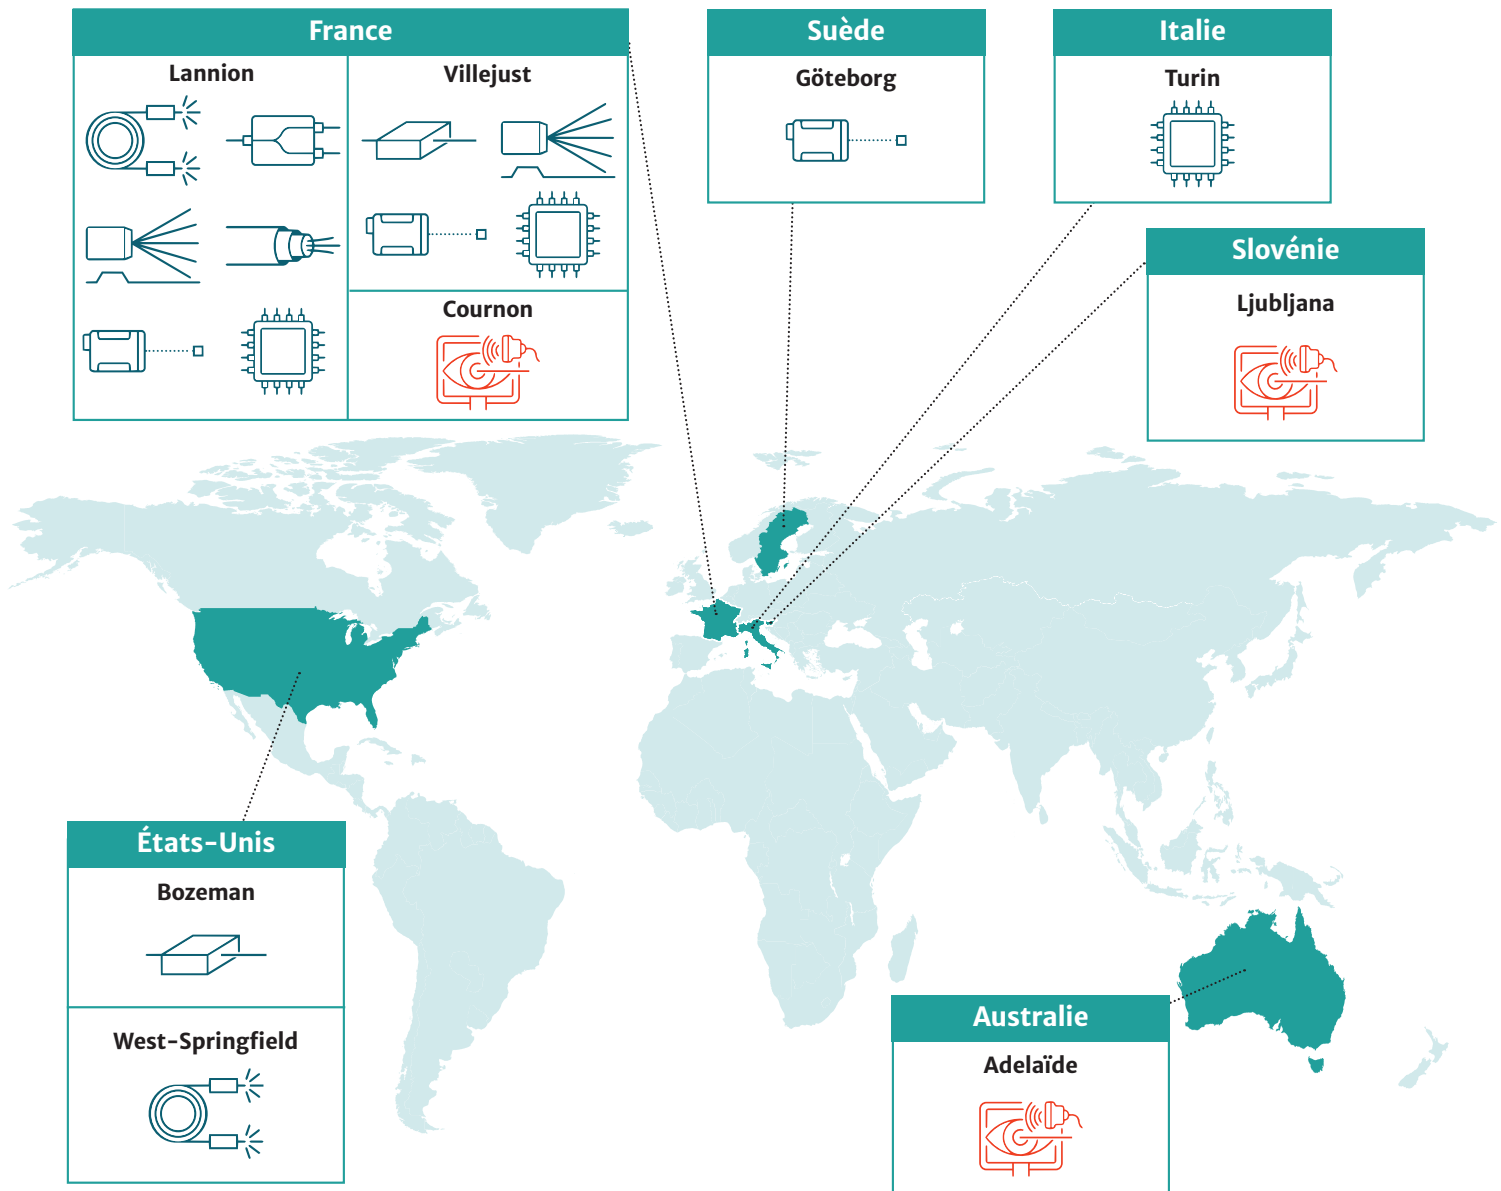 France
Lannion
Villejust
Cournon
Suède
Göteborg
Italie
Turin
Slovénie
Ljubljana
États-Unis
Bozeman
West-Springfield
Australie
Adelaïde